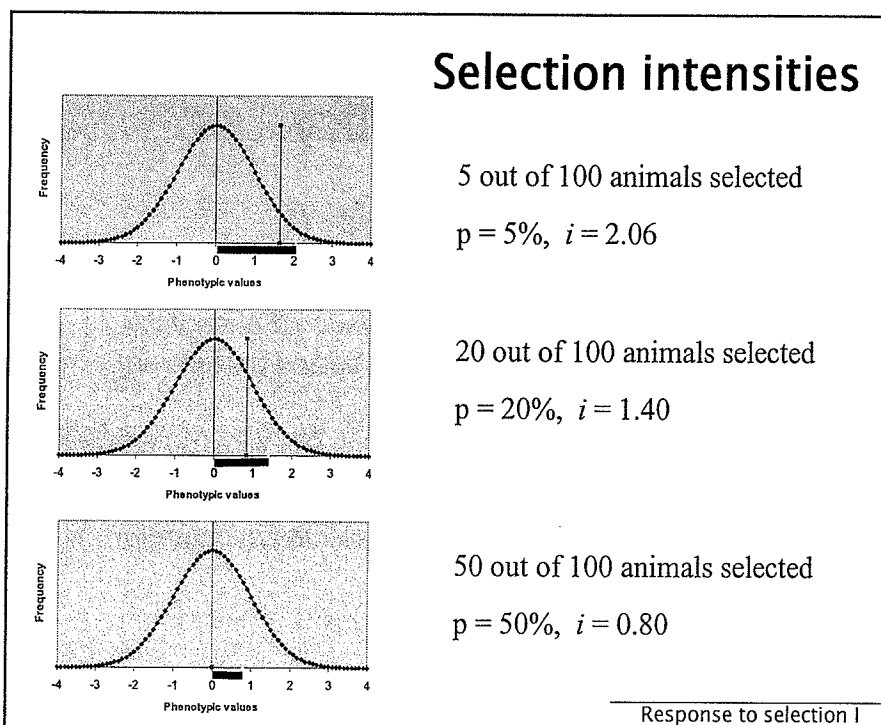 Selection intensities
Frequency
-4 -3 -2 -1 0 1 2 3 4
Phenotypic values
5 out of 100 animals selected
p = 5%, i = 2.06
Frequency
-4 -3 -2 -1 0 1 2 3 4
Phenotypic values
20 out of 100 animals selected
p = 20%, i = 1.40
Frequency
-4 -3 -2 -1 0 1 2 3 4
Phenotypic values
50 out of 100 animals selected
p = 50%, i = 0.80
Response to selection I